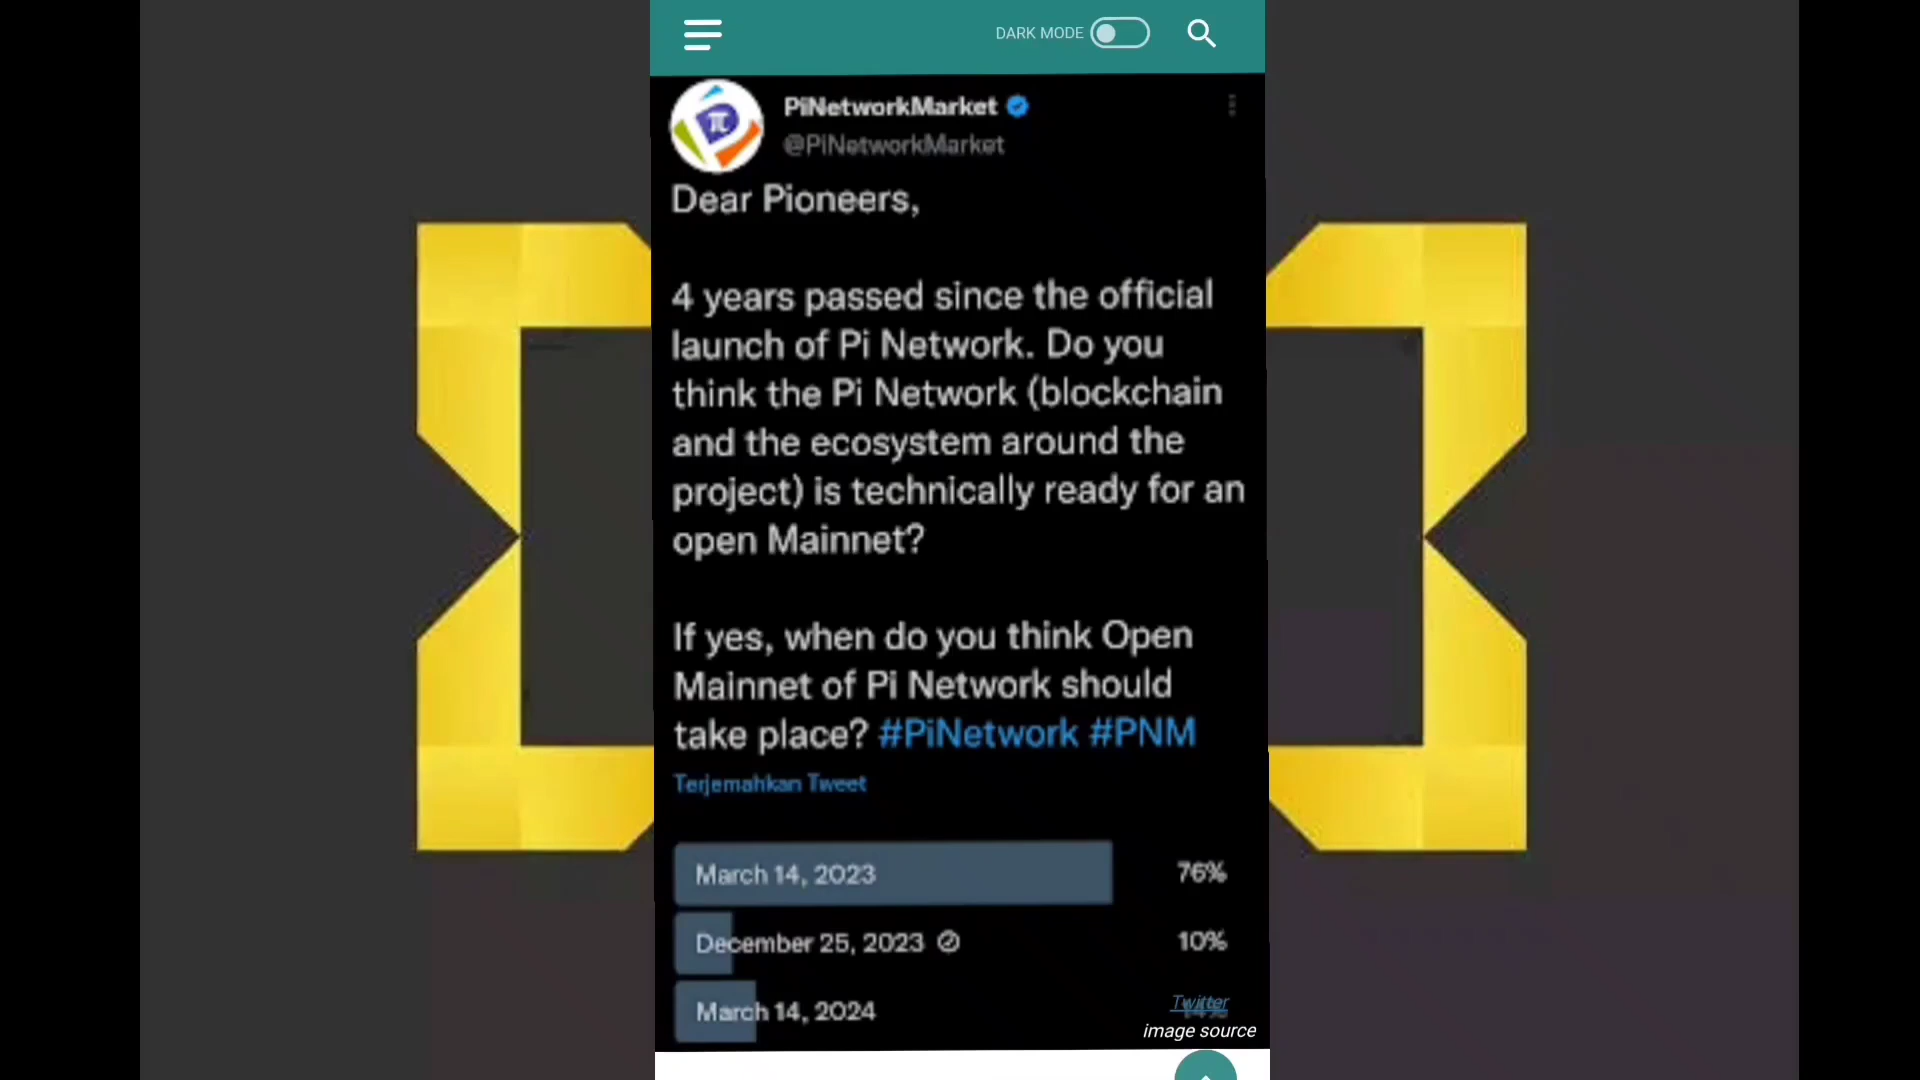 DARK MODE
PiNetworkMarket
@PiNetworkMarket
Dear Pioneers,
4 years passed since the official
launch of Pi Network. Do you
think the Pi Network (blockchain
and the ecosystem around the
project) is technically ready for an
open Mainnet?
If yes, when do you think Open
Mainnet of Pi Network should
take place? #PiNetwork #PNM
Terjemahkan Tweet
March 14, 2023 76%
December 25, 2023 10%
March 14, 2024 14%
Twitter
image source